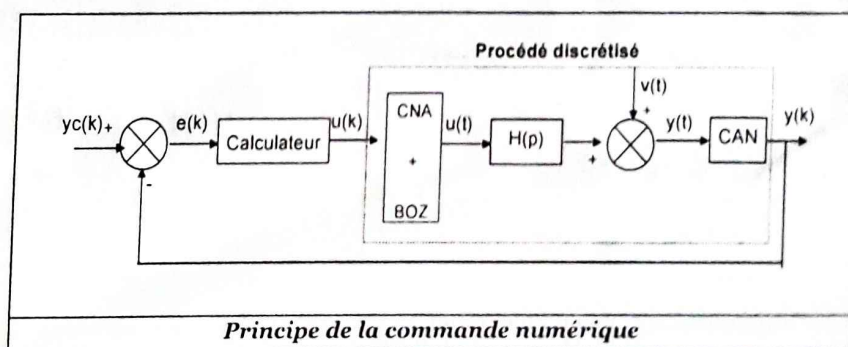 Procédé discrétisé
v(t)
+
yc(k) + e(k) Calculateur u(k) CNA + BOZ u(t) H(p) + y(t) CAN y(k)
-
Principe de la commande numérique